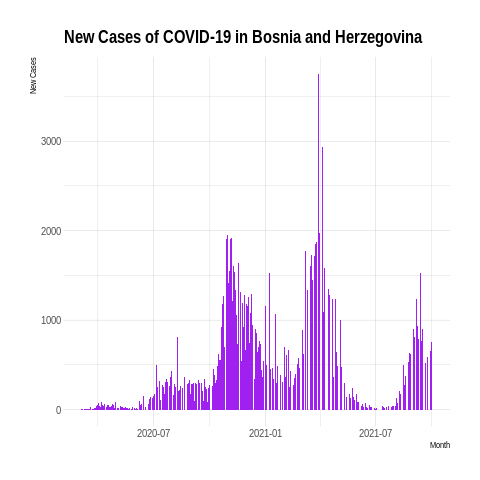 New Cases of COVID-19 in Bosnia and Herzegovina
New Cases
3000
2000
1000
0
2020-07
2021-01
2021-07
Month